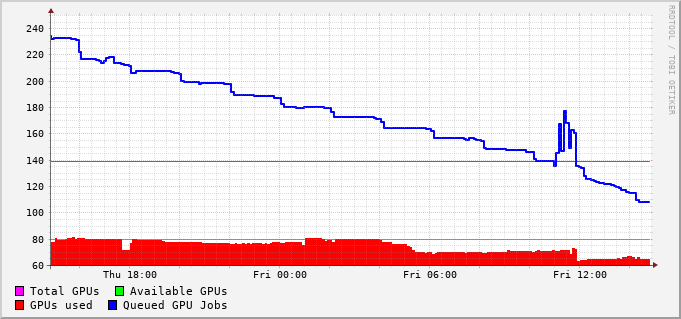 RRDTOOL / TOBI OETIKER
240
220
200
180
160
140
120
100
80
60
Thu 18:00 Fri 00:00 Fri 06:00 Fri 12:00
Total GPUs Available GPUs
GPUs used Queued GPU Jobs